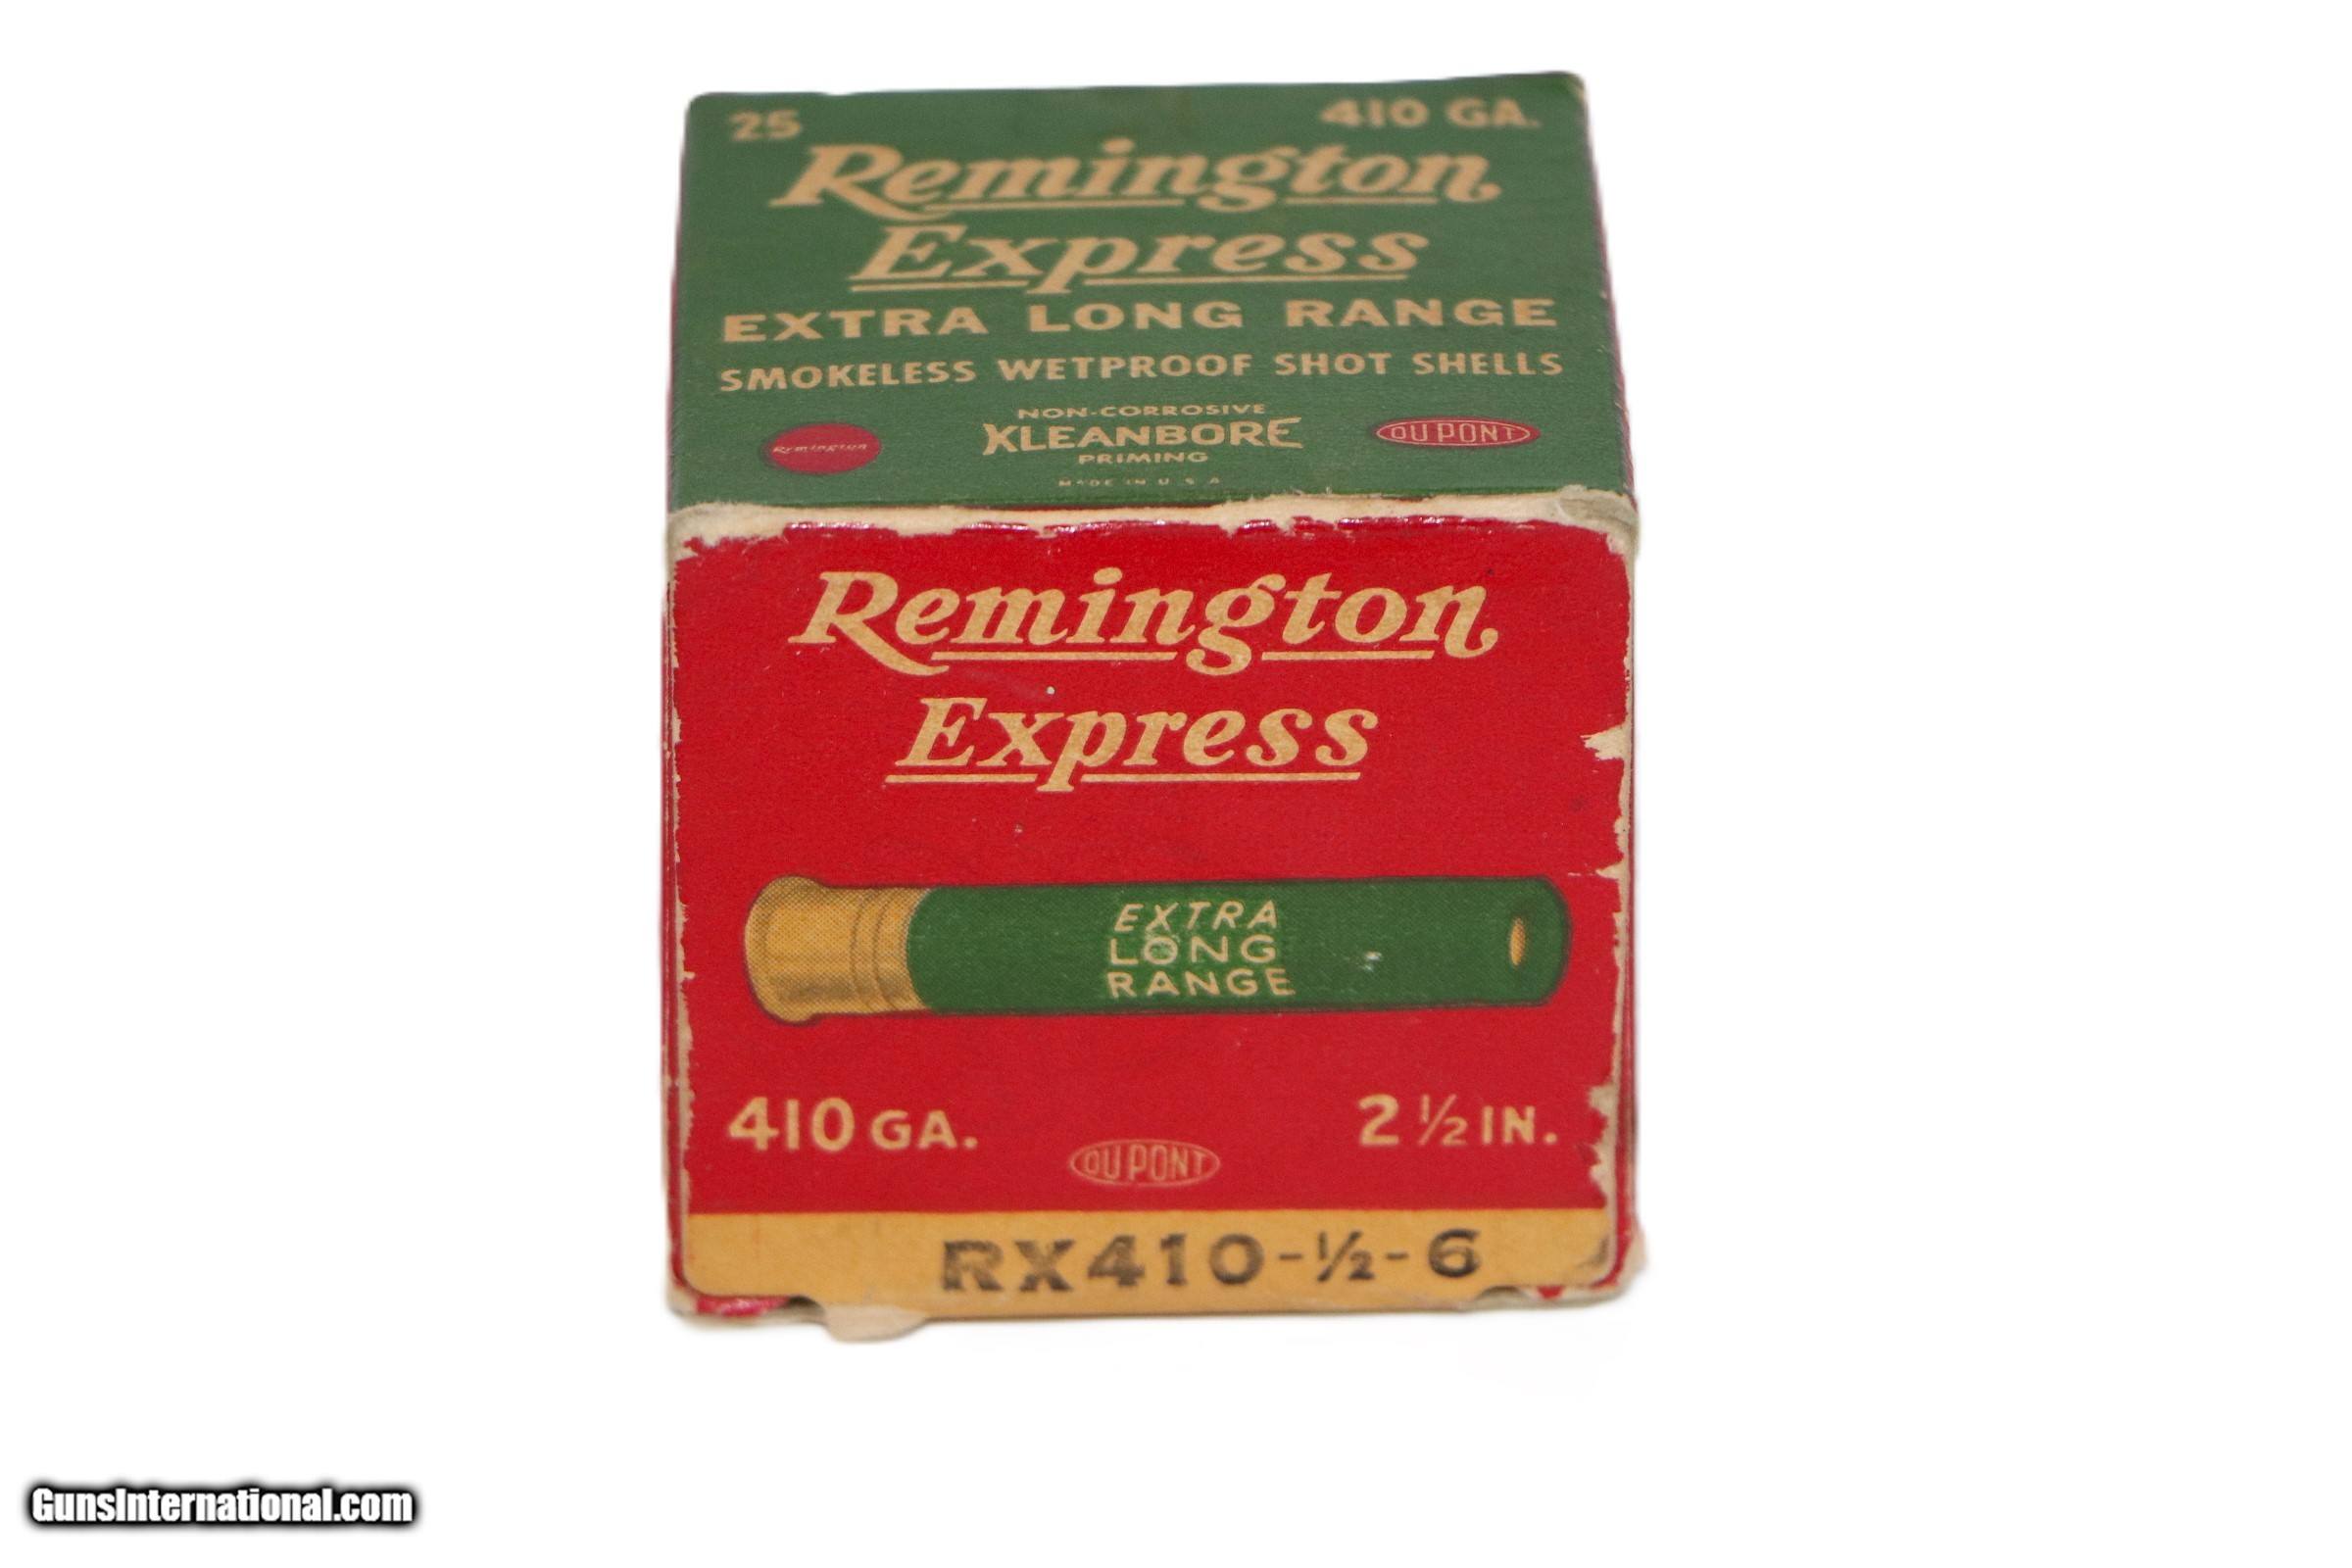 25 410 GA.
Remington
Express
EXTRA LONG RANGE
SMOKELESS WETPROOF SHOT SHELLS
NON-CORROSIVE
Remington KLEANBORE DU PONT
PRIMING
MADE IN U.S.A
Remington
Express
EXTRA
LONG
RANGE
410 GA. 2 ½ IN.
DU PONT
RX410-½-6
GunsInternational.com